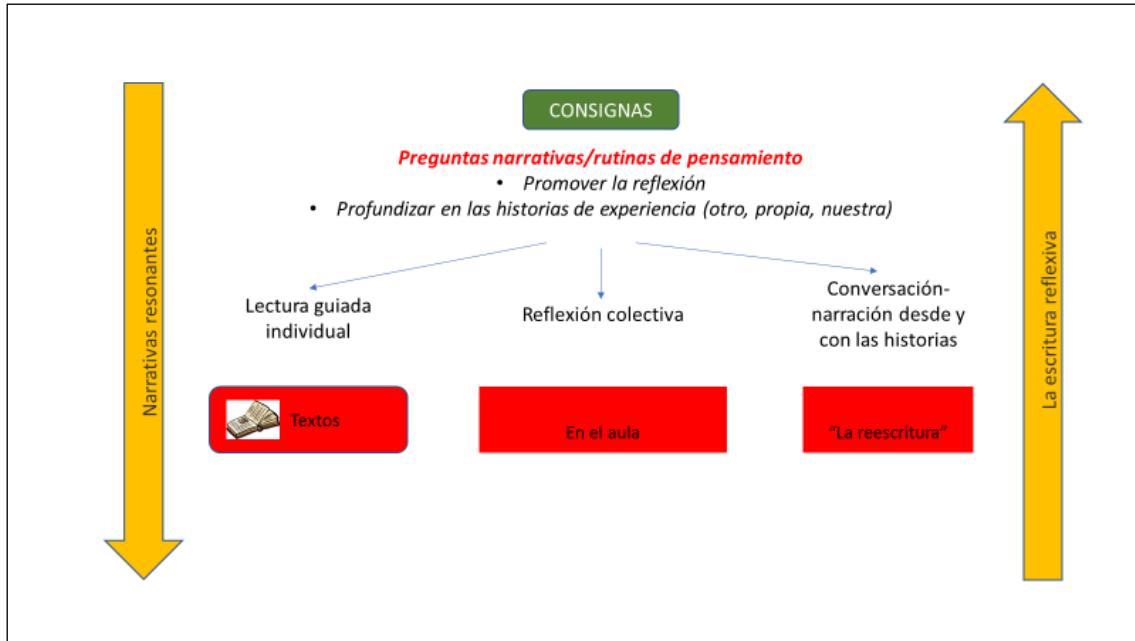 CONSIGNAS
Preguntas narrativas/rutinas de pensamiento
• Promover la reflexión
• Profundizar en las historias de experiencia (otro, propia, nuestra)
Narrativas resonantes
Lectura guiada
individual
Reflexión colectiva
Conversación-
narración desde y
con las historias
Textos
En el aula
“La reescritura”
La escritura reflexiva